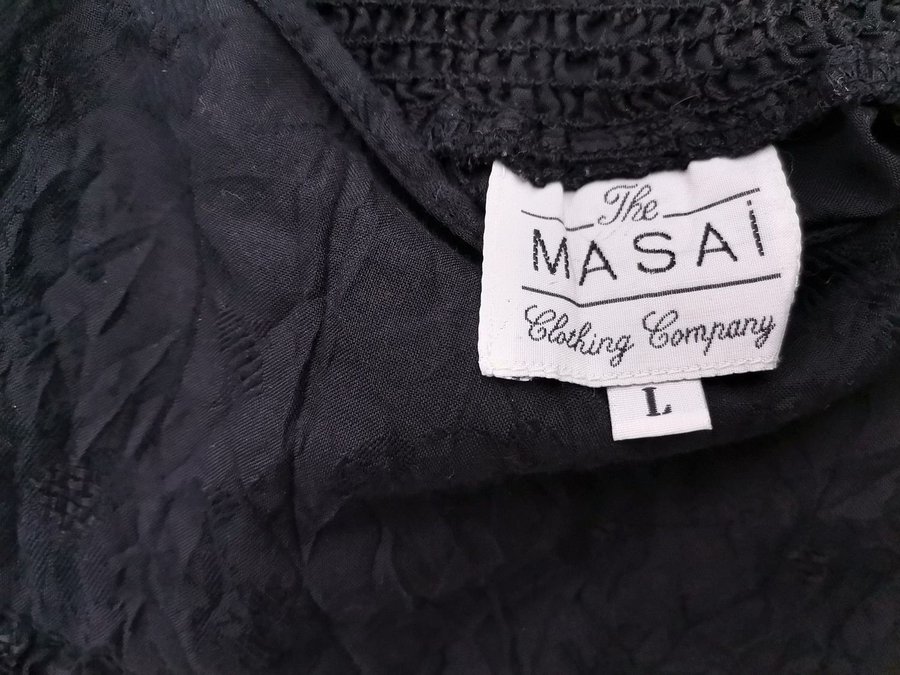 The
MASAi
Clothing Company
L